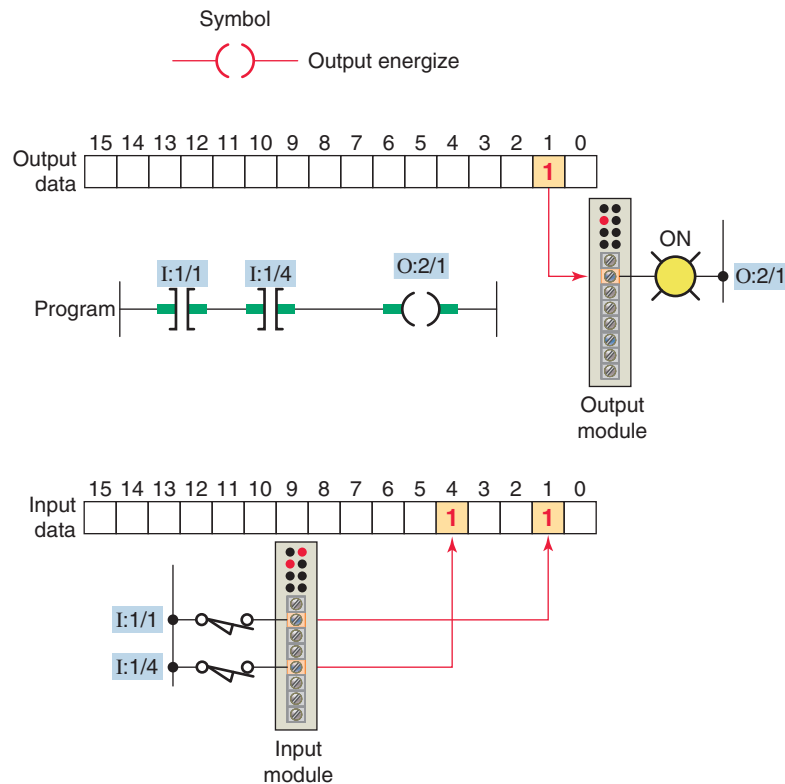 Symbol
Output energize
15 14 13 12 11 10 9 8 7 6 5 4 3 2 1 0
Output
data
1
ON
I:1/1 I:1/4 O:2/1
O:2/1
Program
Output
module
15 14 13 12 11 10 9 8 7 6 5 4 3 2 1 0
Input
data
1 1
I:1/1
I:1/4
Input
module